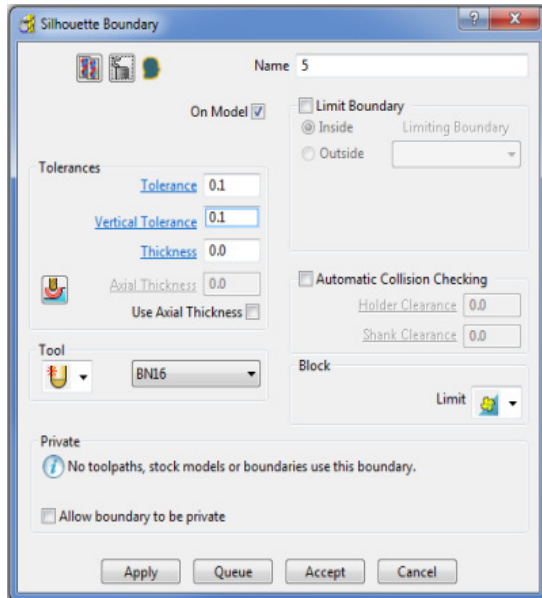 Silhouette Boundary
Name 5
On Model
Limit Boundary
Inside Limiting Boundary
Outside
Tolerances
Tolerance 0.1
Vertical Tolerance 0.1
Thickness 0.0
Axial Thickness 0.0
Use Axial Thickness
Automatic Collision Checking
Holder Clearance 0.0
Shank Clearance 0.0
Tool
BN16
Block
Limit
Private
No toolpaths, stock models or boundaries use this boundary.
Allow boundary to be private
Apply Queue Accept Cancel